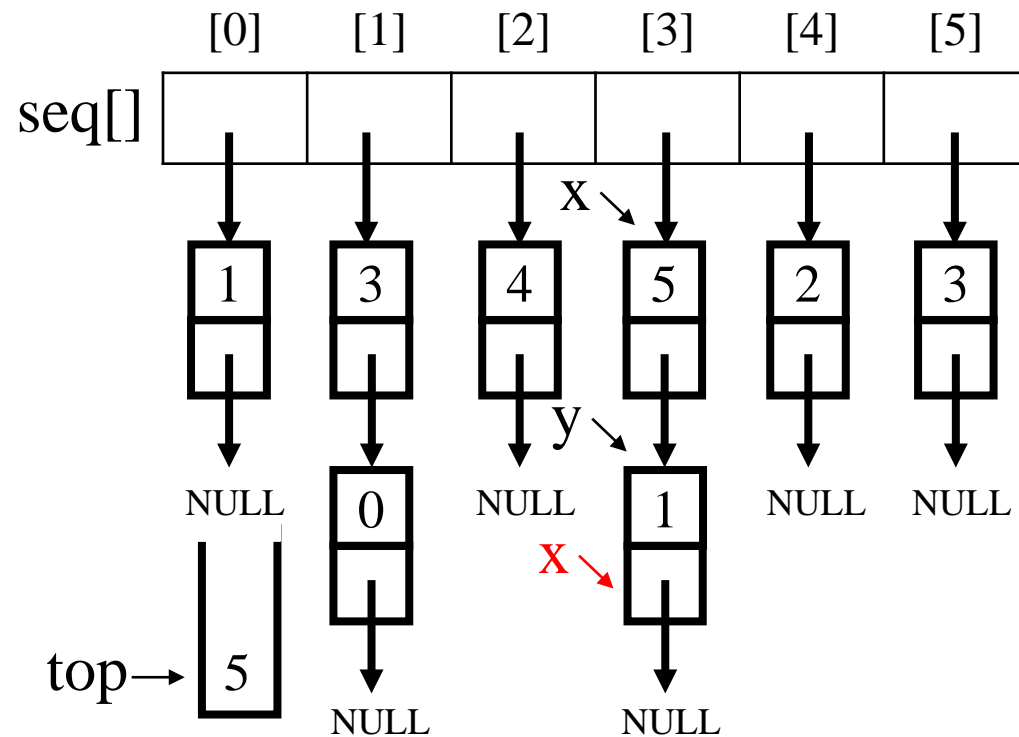 [0] [1] [2] [3] [4] [5]
seq[]
x
1 3 4 5 2 3
y
NULL 0 NULL 1 NULL NULL
x
top 5
NULL NULL